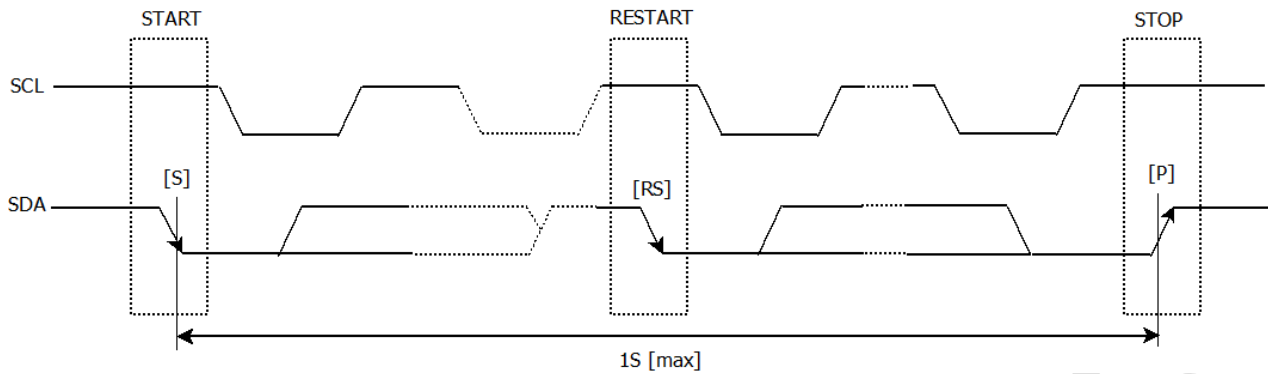 START RESTART STOP
SCL
[S] [RS] [P]
SDA
1S [max]